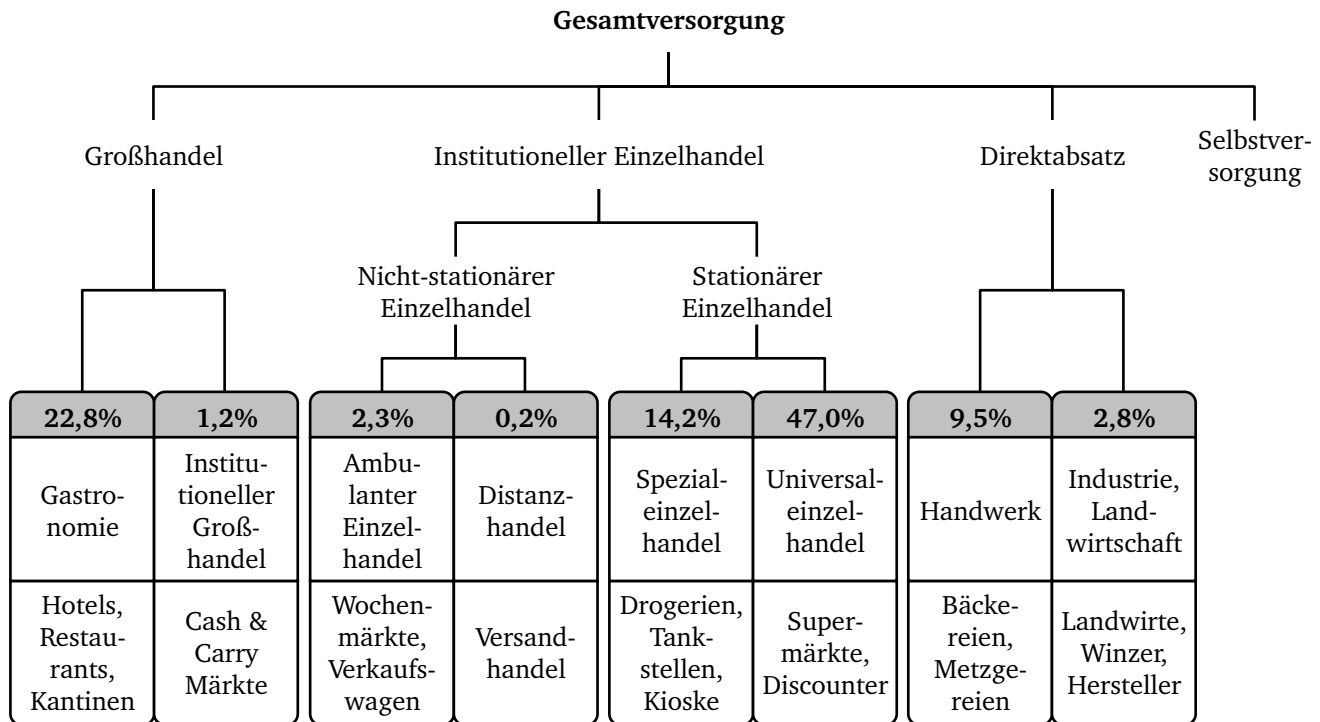 Gesamtversorgung
Großhandel
Institutioneller Einzelhandel
Direktabsatz
Selbstver-
sorgung
Nicht-stationärer
Einzelhandel
Stationärer
Einzelhandel
22,8%
1,2%
2,3%
0,2%
14,2%
47,0%
9,5%
2,8%
Gastro-
nomie
Institu-
tioneller
Groß-
handel
Ambu-
lanter
Einzel-
handel
Distanz-
handel
Spezial-
einzel-
handel
Universal-
einzel-
handel
Handwerk
Industrie,
Land-
wirtschaft
Hotels,
Restau-
rants,
Kantinen
Cash &
Carry
Märkte
Wochen-
märkte,
Verkaufs-
wagen
Versand-
handel
Drogerien,
Tank-
stellen,
Kioske
Super-
märkte,
Discounter
Bäcke-
reien,
Metzge-
reien
Landwirte,
Winzer,
Hersteller